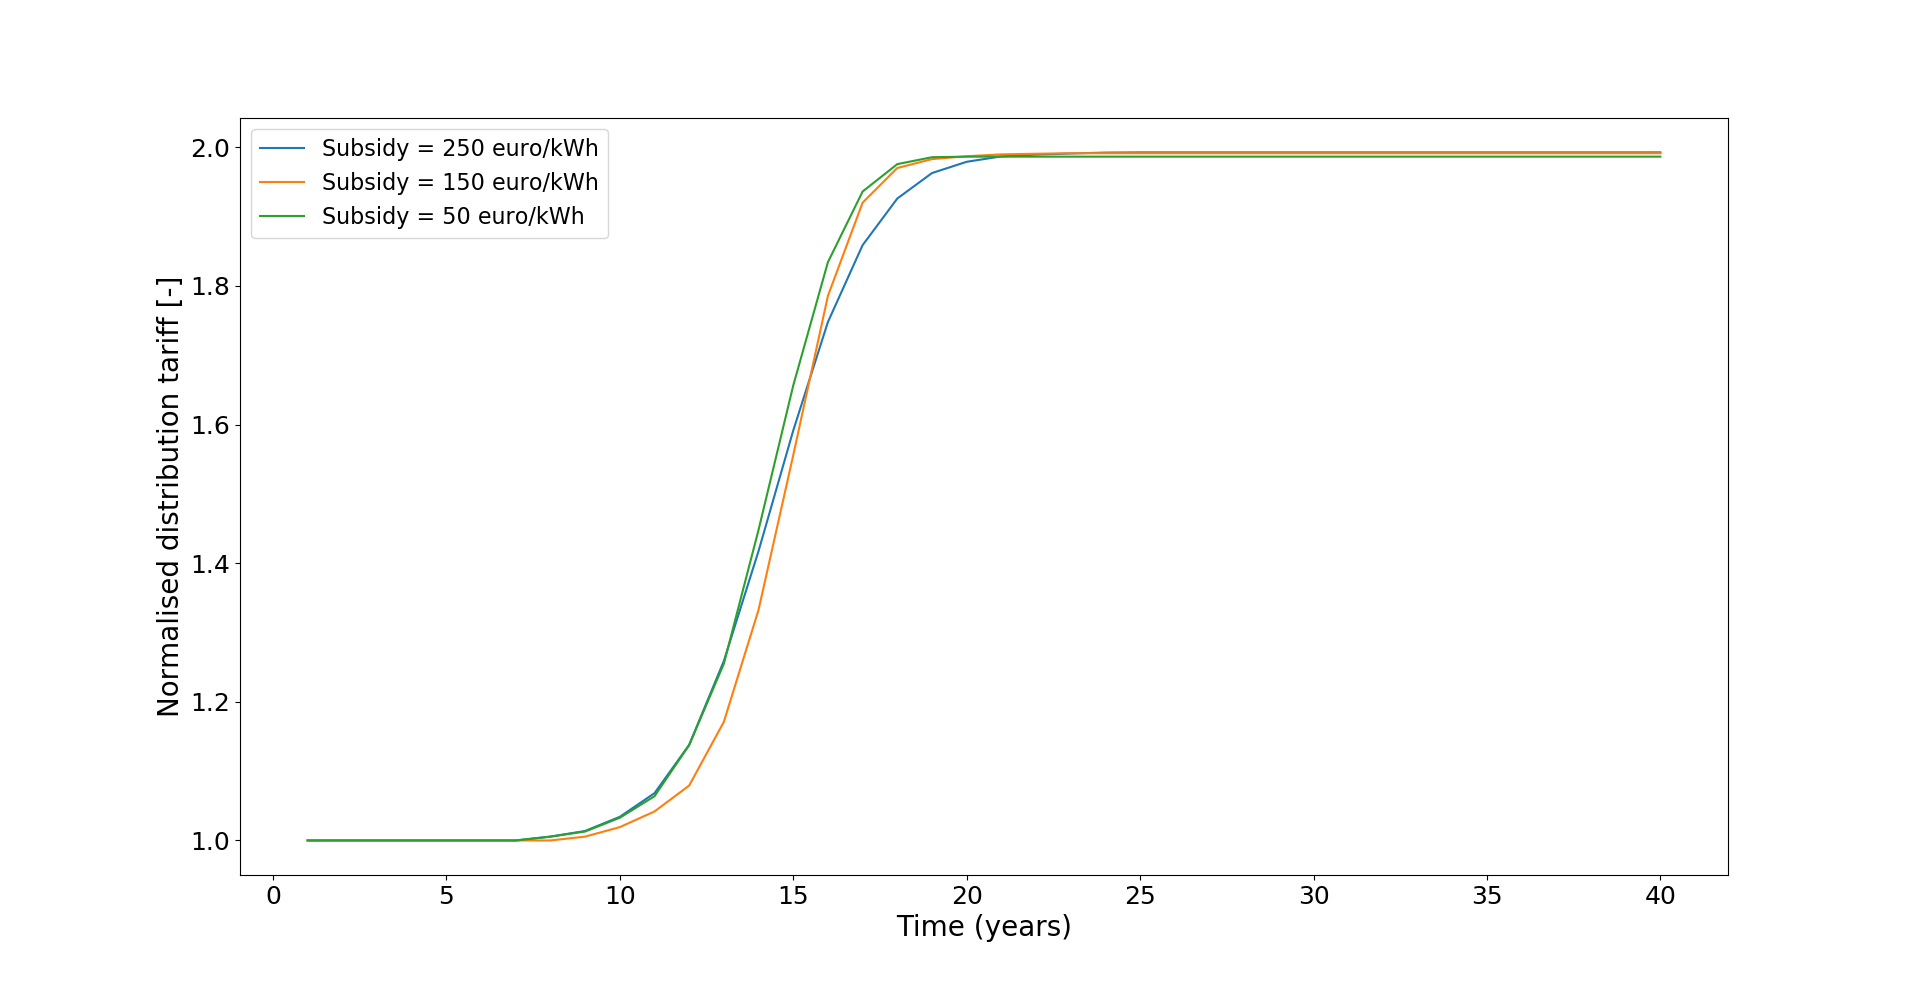 Subsidy = 250 euro/kWh
Subsidy = 150 euro/kWh
Subsidy = 50 euro/kWh
Normalised distribution tariff [-]
2.0
1.8
1.6
1.4
1.2
1.0
0 5 10 15 20 25 30 35 40
Time (years)